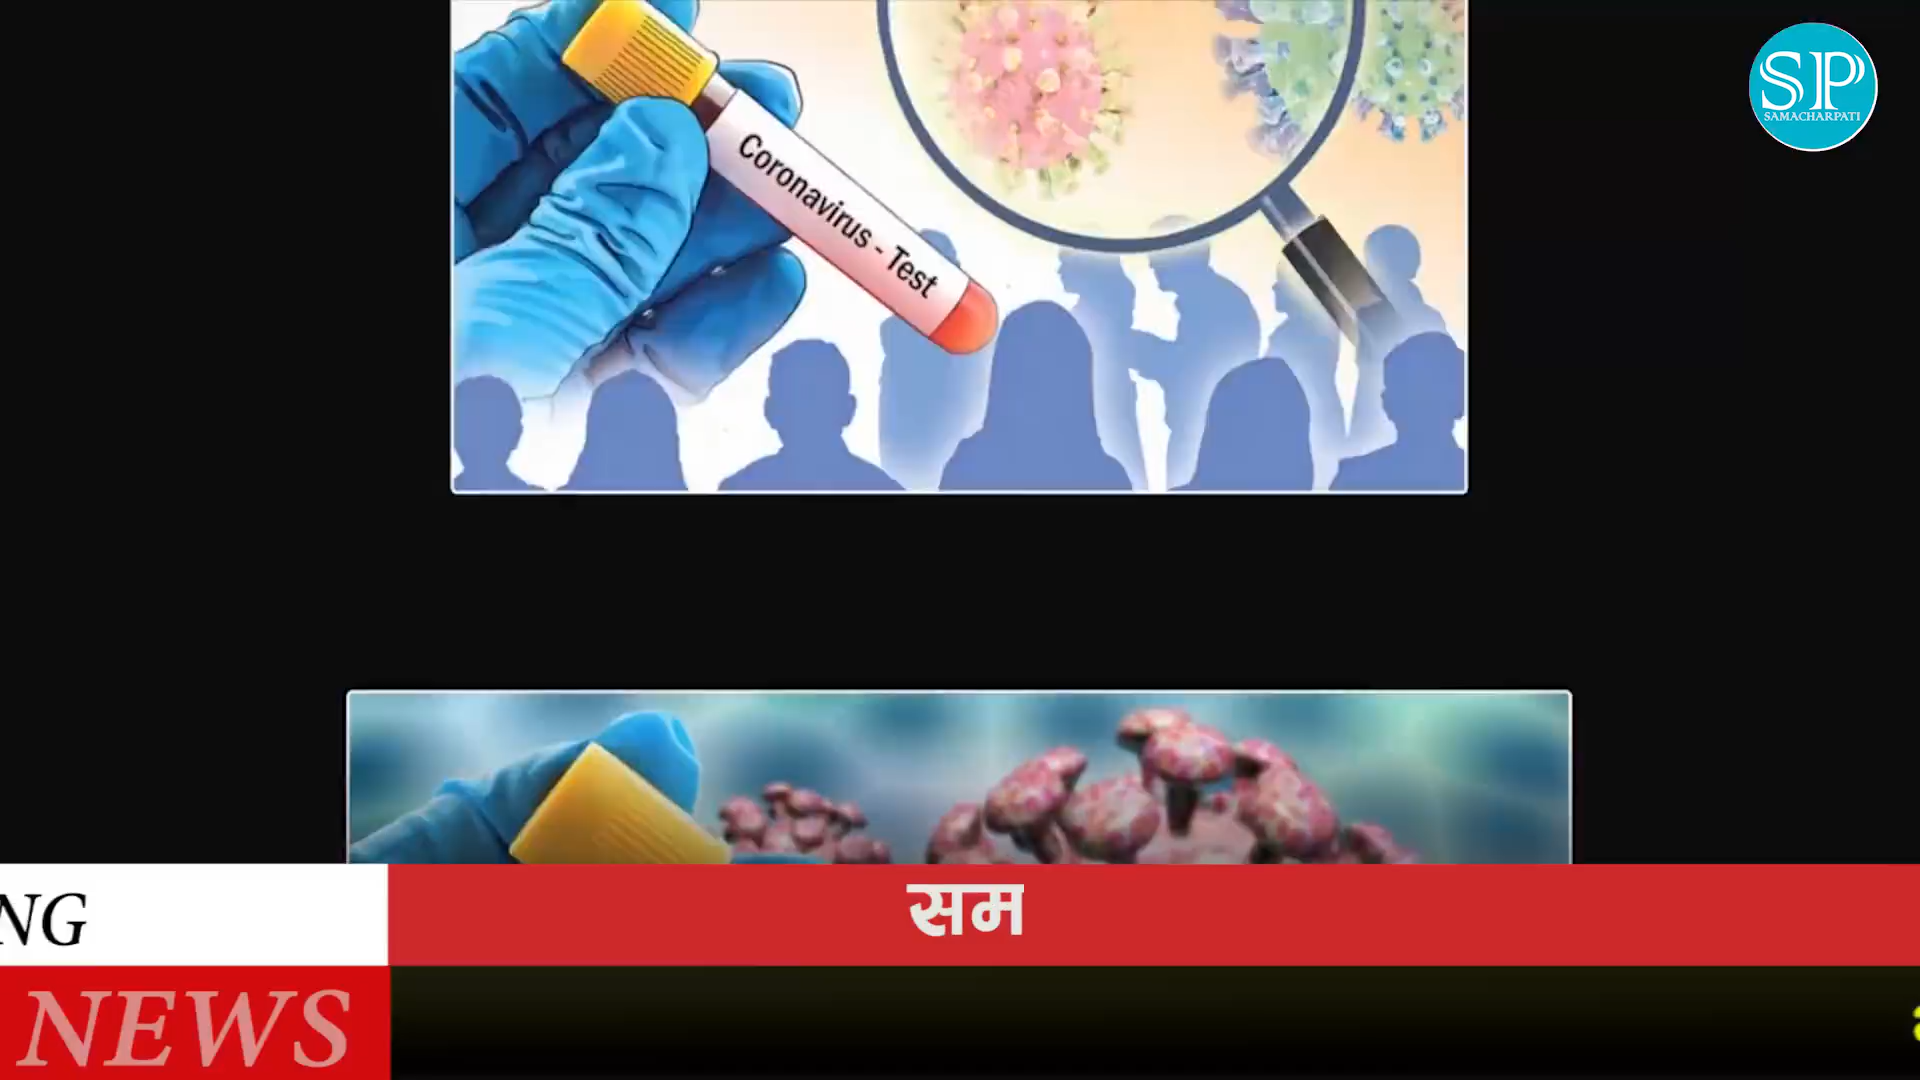 SP
SAMACHARPATI
Coronavirus - Test
NG
सम
NEWS